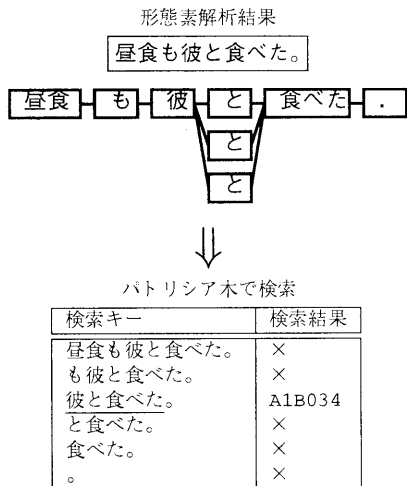 形態素解析結果
昼食も彼と食べた。
昼食 も 彼 と 食べた .
と
と
パトリシア木で検索
検索キー 検索結果
昼食も彼と食べた。 ×
も彼と食べた。 ×
彼と食べた。 A1B034
と食べた。 ×
食べた。 ×
。 ×